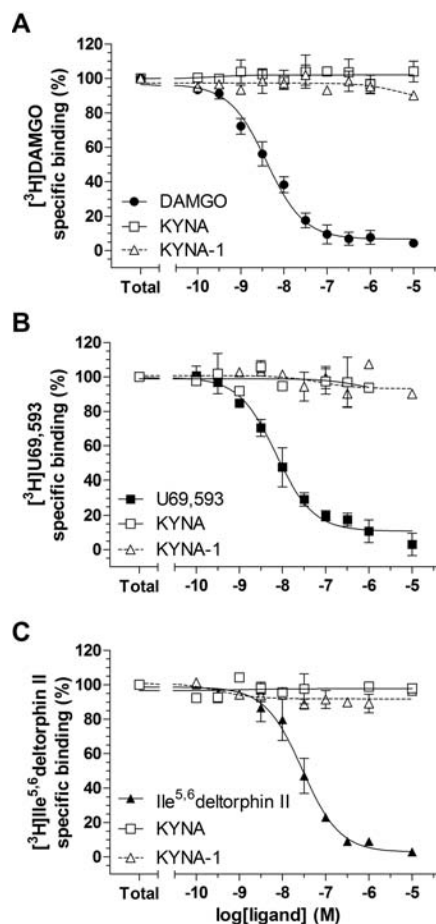 A
[³H]DAMGO
specific binding (%)
120
100
80
60
40
20
0
DAMGO
KYNA
KYNA-1
Total -10 -9 -8 -7 -6 -5
B
[³H]U69,593
specific binding (%)
120
100
80
60
40
20
0
U69,593
KYNA
KYNA-1
Total -10 -9 -8 -7 -6 -5
C
[³H]Ile⁵,⁶deltorphin II
specific binding (%)
120
100
80
60
40
20
0
Ile⁵,⁶deltorphin II
KYNA
KYNA-1
Total -10 -9 -8 -7 -6 -5
log[ligand] (M)